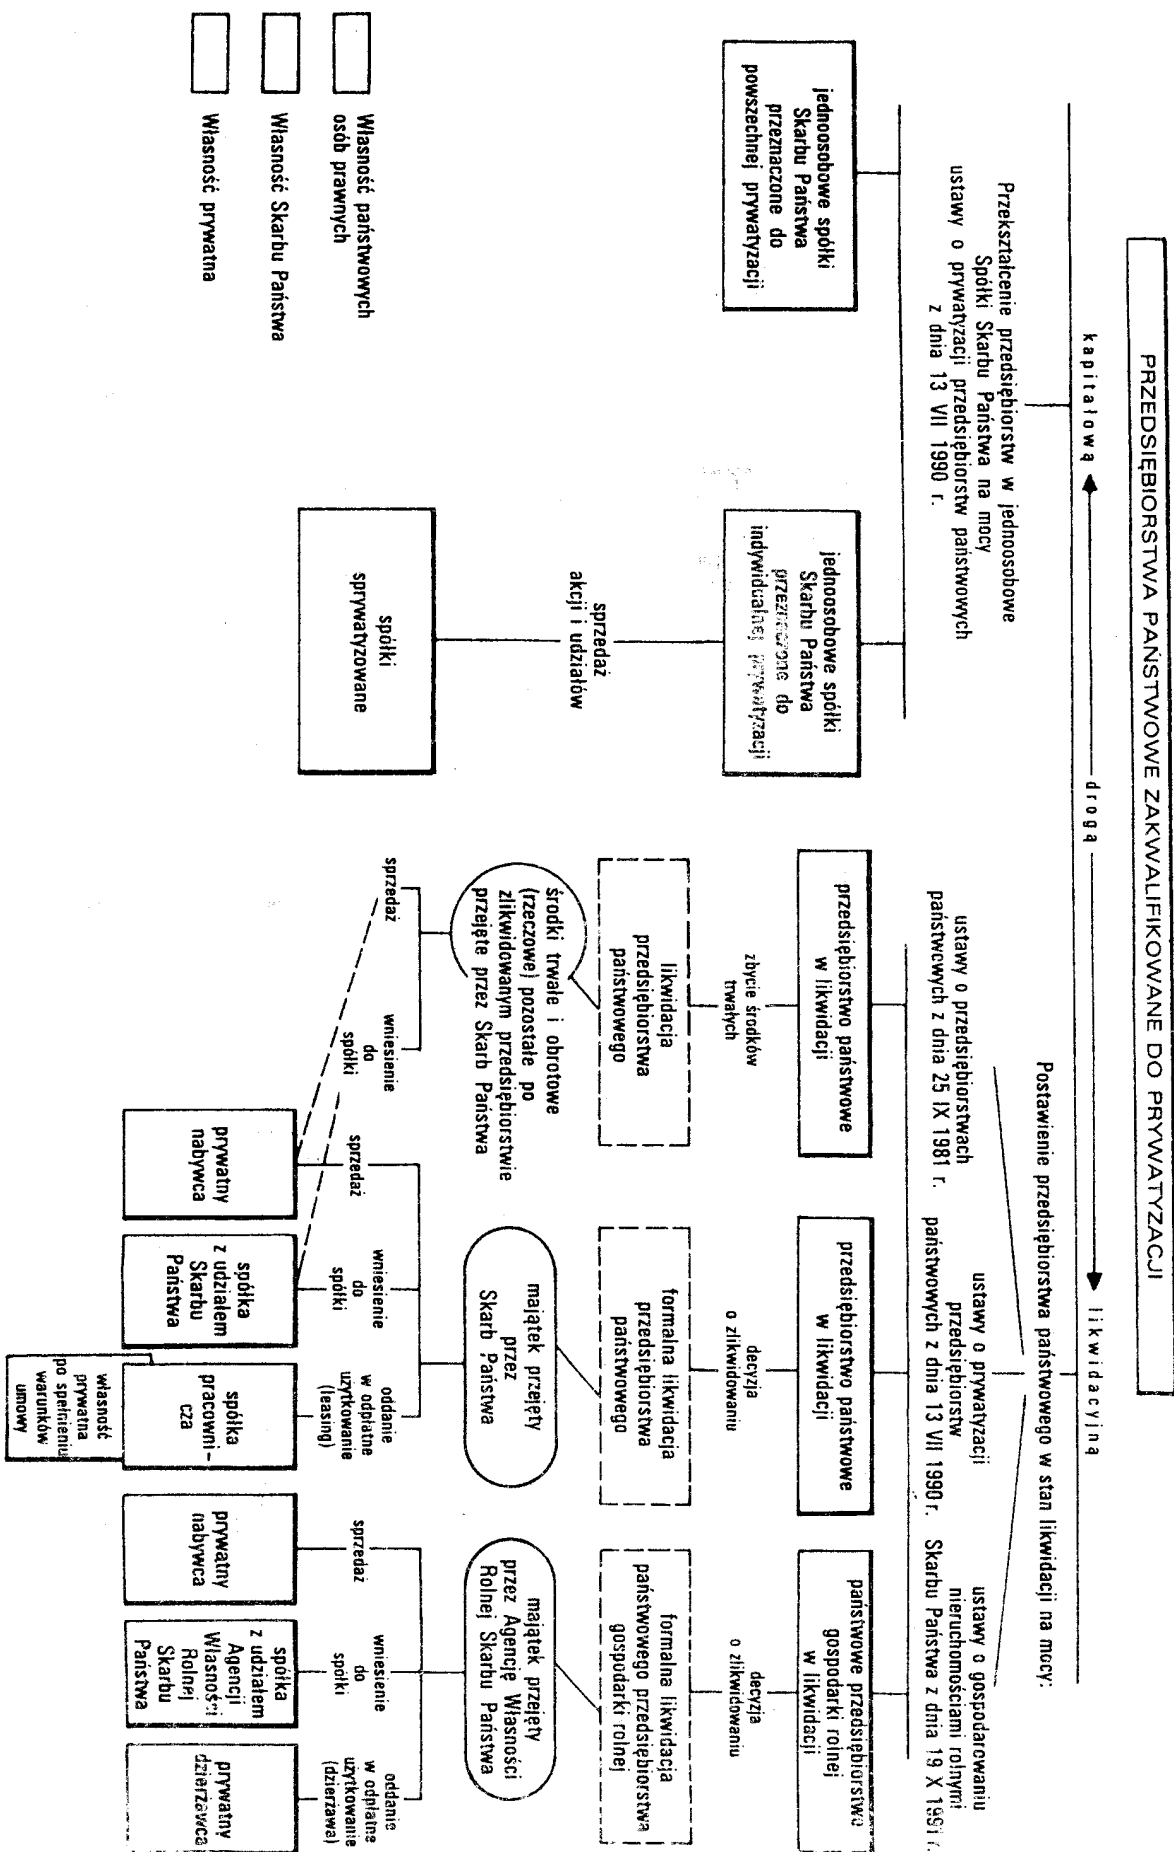 PRZEDSIĘBIORSTWA PAŃSTWOWE ZAKWALIFIKOWANE DO PRYWATYZACJI
kapitałową
drogą
likwidacyjną
Przekształcenie przedsiębiorstw w jednoosobowe
Spółki Skarbu Państwa na mocy
ustawy o prywatyzacji przedsiębiorstw państwowych
z dnia 13 VII 1990 r.
Postawienie przedsiębiorstwa państwowego w stan likwidacji na mocy:
ustawy o przedsiębiorstwach
państwcwych z dnia 25 IX 1981 r.
ustawy o prywatyzacji
przedsiębiorstw
państwowych z dnia 13 VII 1990 r.
ustawy o gospodarowaniu
nieruchomościami rolnymi
Skarbu Państwa z dnia 19 X 1991 r.
jednoosobowe spółki
Skarbu Państwa
przeznaczone do
powszechnej prywatyzacji
jednoosobowe spółki
Skarbu Państwa
przeznaczone do
indywidualnej prywatyzacji
przedsiębiorstwo państwowe
w likwidacji
przedsiębiorstwo państwowe
w likwidacji
państwowe przedsiębiorstwo
gospodarki rolnej
w likwidacji
sprzedaż
akcji i udziałów
zbycie środków
trwałych
decyzja
o zlikwidowaniu
decyzja
o zlikwidowaniu
likwidacja
przedsiębiorstwa
państwowego
formalna likwidacja
przedsiębiorstwa
państwowego
formalna likwidacja
państwowego przedsiębiorstwa
gospodarki rolnej
spółki
sprywatyzowane
środki trwałe i obrotowe
(rzeczowe) pozostałe po
zlikwidowanym przedsiębiorstwie
przejęte przez Skarb Państwa
majątek przejęty
przez
Skarb Państwa
majątek przejęty
przez Agencję Własności
Rolnej Skarbu Państwa
sprzedaż
wniesienie
do
spółki
sprzedaż
wniesienie
do
spółki
oddanie
w odpłatne
użytkowanie
(leasing)
sprzedaż
wniesienie
do
spółki
oddanie
w odpłatne
użytkowanie
(dzierżawa)
prywatny
nabywca
spółka
z udziałem
Skarbu
Państwa
spółka
pracowni-
cza
prywatny
nabywca
spółka
z udziałem
Agencji
Własności
Rolnej
Skarbu
Państwa
prywatny
dzierżawca
własność
prywatna
po spełnieniu
warunków
umowy
Własność państwowych
osób prawnych
Własność Skarbu Państwa
Własność prywatna